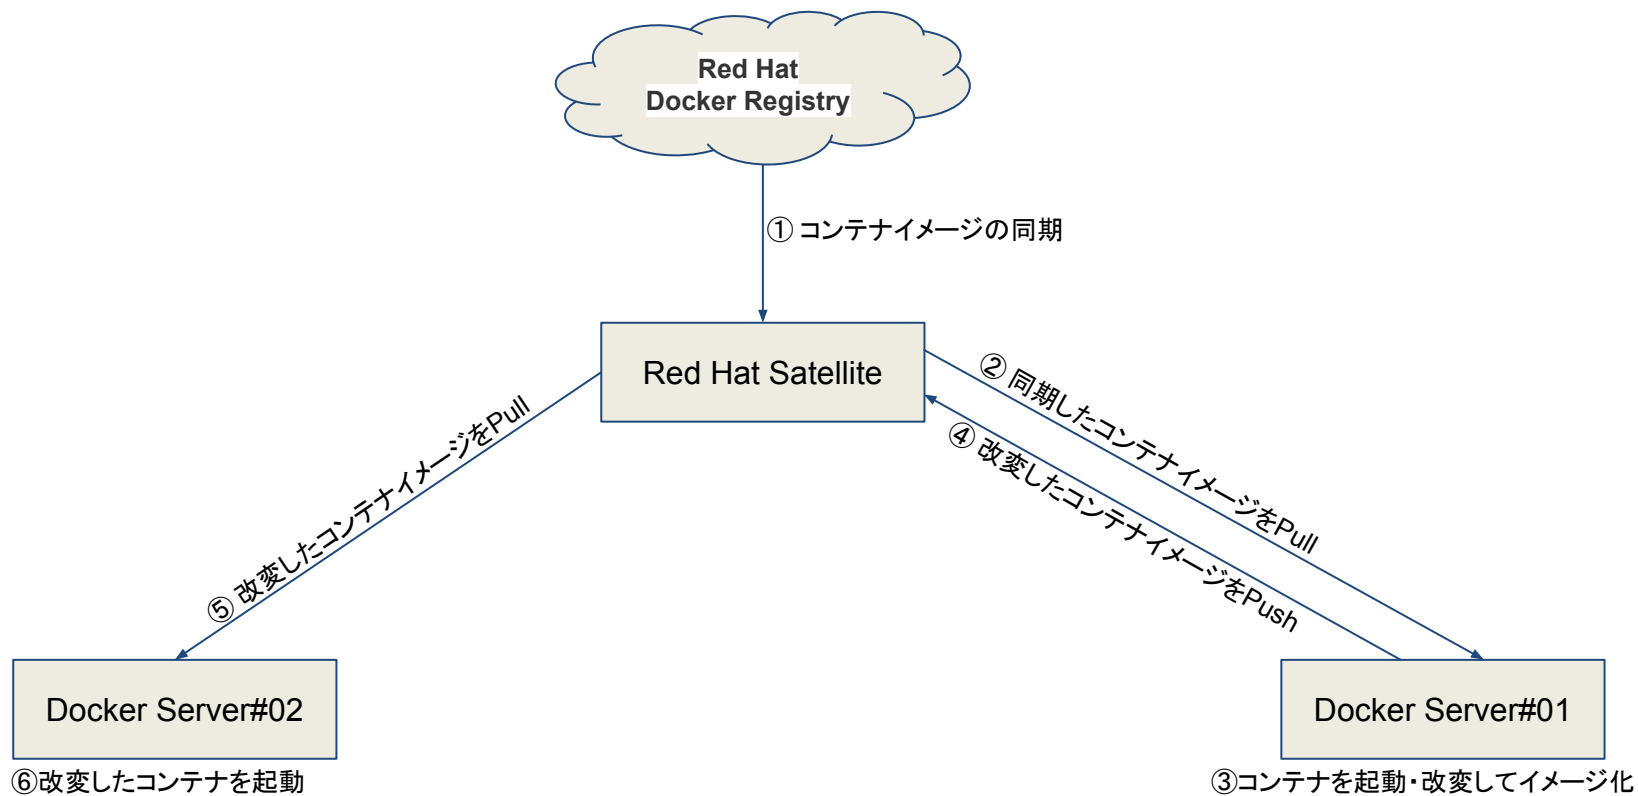 Red Hat
Docker Registry
① コンテナイメージの同期
Red Hat Satellite
② 同期したコンテナイメージをPull
④ 改変したコンテナイメージをPush
⑤ 改変したコンテナイメージをPull
Docker Server#02
Docker Server#01
⑥改変したコンテナを起動
③コンテナを起動・改変してイメージ化